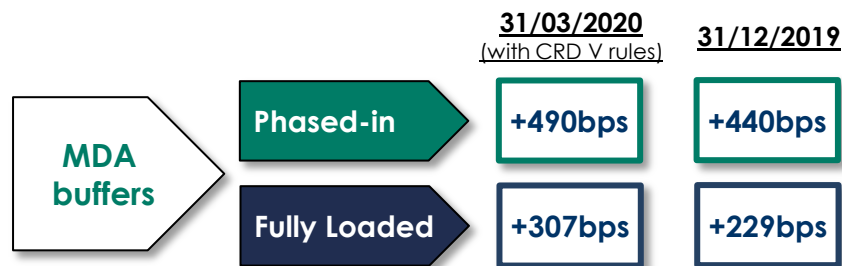 31/03/2020
(with CRD V rules)
31/12/2019
MDA
buffers
Phased-in
+490bps
+440bps
Fully Loaded
+307bps
+229bps